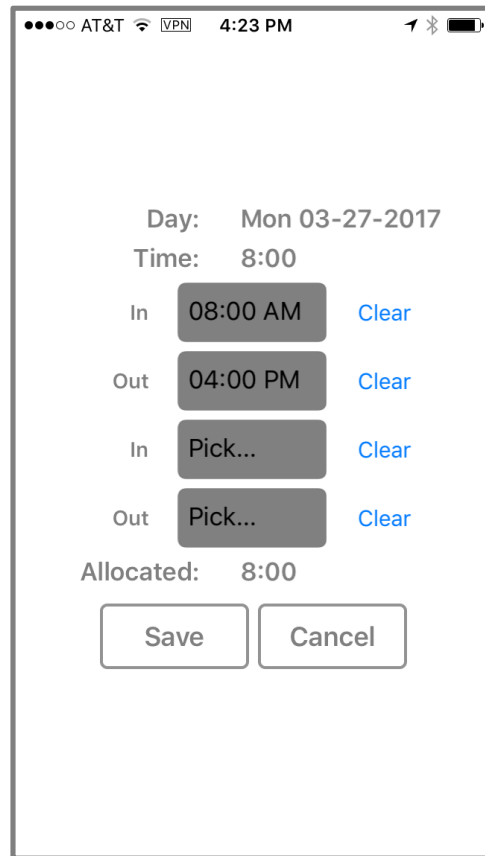 AT&T VPN 4:23 PM
Day: Mon 03-27-2017
Time: 8:00
In 08:00 AM Clear
Out 04:00 PM Clear
In Pick... Clear
Out Pick... Clear
Allocated: 8:00
Save Cancel